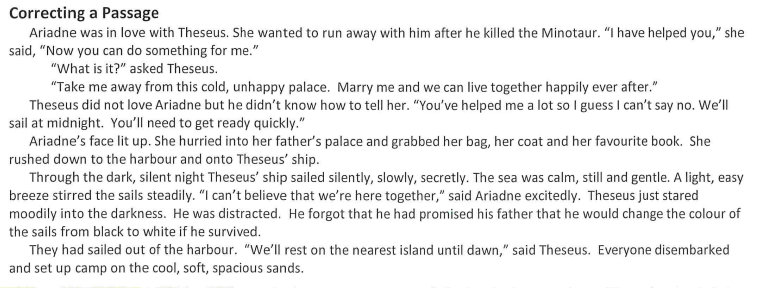 Correcting a Passage
Ariadne was in love with Theseus. She wanted to run away with him after he killed the Minotaur. “I have helped you,” she
said, “Now you can do something for me.”
“What is it?” asked Theseus.
“Take me away from this cold, unhappy palace.  Marry me and we can live together happily ever after.”
Theseus did not love Ariadne but he didn’t know how to tell her. “You’ve helped me a lot so I guess I can’t say no. We’ll
sail at midnight.  You’ll need to get ready quickly.”
Ariadne’s face lit up. She hurried into her father’s palace and grabbed her bag, her coat and her favourite book.  She
rushed down to the harbour and onto Theseus’ ship.
Through the dark, silent night Theseus’ ship sailed silently, slowly, secretly. The sea was calm, still and gentle. A light, easy
breeze stirred the sails steadily. “I can’t believe that we’re here together,” said Ariadne excitedly.  Theseus just stared
moodily into the darkness.  He was distracted.  He forgot that he had promised his father that he would change the colour of
the sails from black to white if he survived.
They had sailed out of the harbour.  “We’ll rest on the nearest island until dawn,” said Theseus.  Everyone disembarked
and set up camp on the cool, soft, spacious sands.